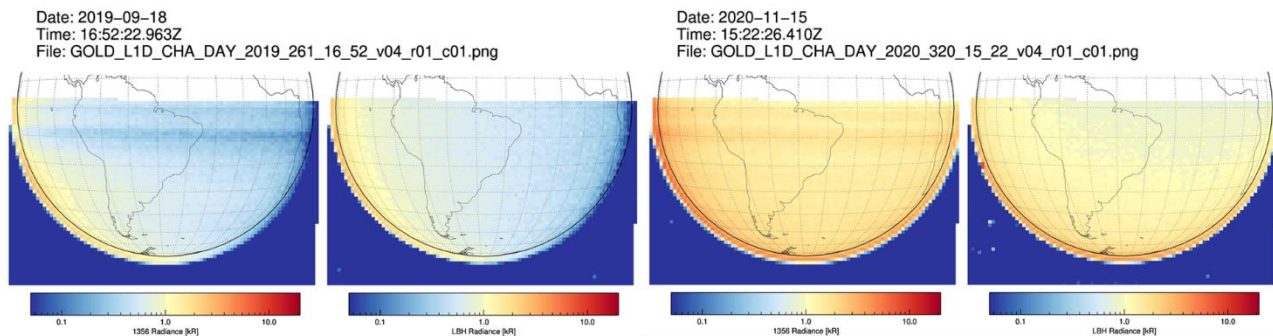 Date: 2019-09-18
Time: 16:52:22.963Z
File: GOLD_L1D_CHA_DAY_2019_261_16_52_v04_r01_c01.png
Date: 2020-11-15
Time: 15:22:26.410Z
File: GOLD_L1D_CHA_DAY_2020_320_15_22_v04_r01_c01.png
0.1 1.0 10.0
1356 Radiance [kR]
0.1 1.0 10.0
LBH Radiance [kR]
0.1 1.0 10.0
1356 Radiance [kR]
0.1 1.0 10.0
LBH Radiance [kR]